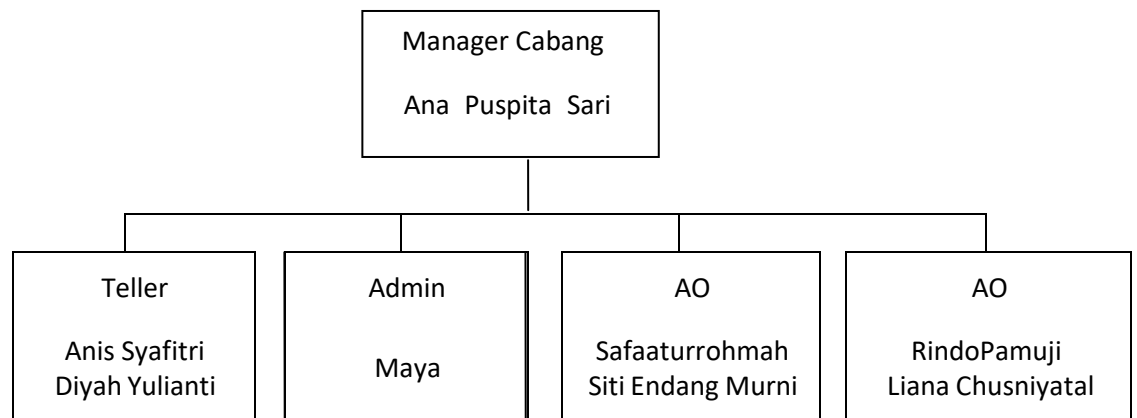 Manager Cabang
Ana Puspita Sari
Teller
Anis Syafitri
Diyah Yulianti
Admin
Maya
AO
Safaaturrohmah
Siti Endang Murni
AO
RindoPamuji
Liana Chusniyatal